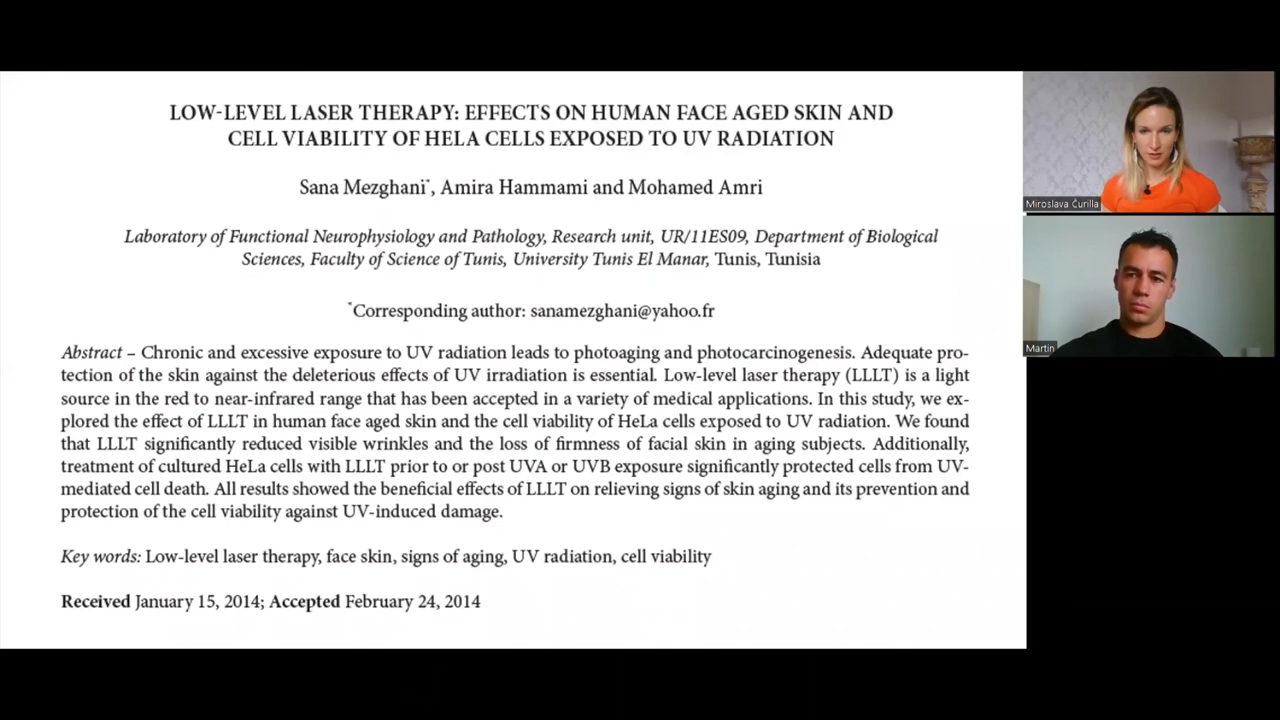 LOW-LEVEL LASER THERAPY: EFFECTS ON HUMAN FACE AGED SKIN AND
CELL VIABILITY OF HELA CELLS EXPOSED TO UV RADIATION
Sana Mezghani*, Amira Hammami and Mohamed Amri
Laboratory of Functional Neurophysiology and Pathology, Research unit, UR/11ES09, Department of Biological
Sciences, Faculty of Science of Tunis, University Tunis El Manar, Tunis, Tunisia
*Corresponding author: sanamezghani@yahoo.fr
Abstract – Chronic and excessive exposure to UV radiation leads to photoaging and photocarcinogenesis. Adequate pro-
tection of the skin against the deleterious effects of UV irradiation is essential. Low-level laser therapy (LLLT) is a light
source in the red to near-infrared range that has been accepted in a variety of medical applications. In this study, we ex-
plored the effect of LLLT in human face aged skin and the cell viability of HeLa cells exposed to UV radiation. We found
that LLLT significantly reduced visible wrinkles and the loss of firmness of facial skin in aging subjects. Additionally,
treatment of cultured HeLa cells with LLLT prior to or post UVA or UVB exposure significantly protected cells from UV-
mediated cell death. All results showed the beneficial effects of LLLT on relieving signs of skin aging and its prevention and
protection of the cell viability against UV-induced damage.
Key words: Low-level laser therapy, face skin, signs of aging, UV radiation, cell viability
Received January 15, 2014; Accepted February 24, 2014
Miroslava Čurilla
Martin